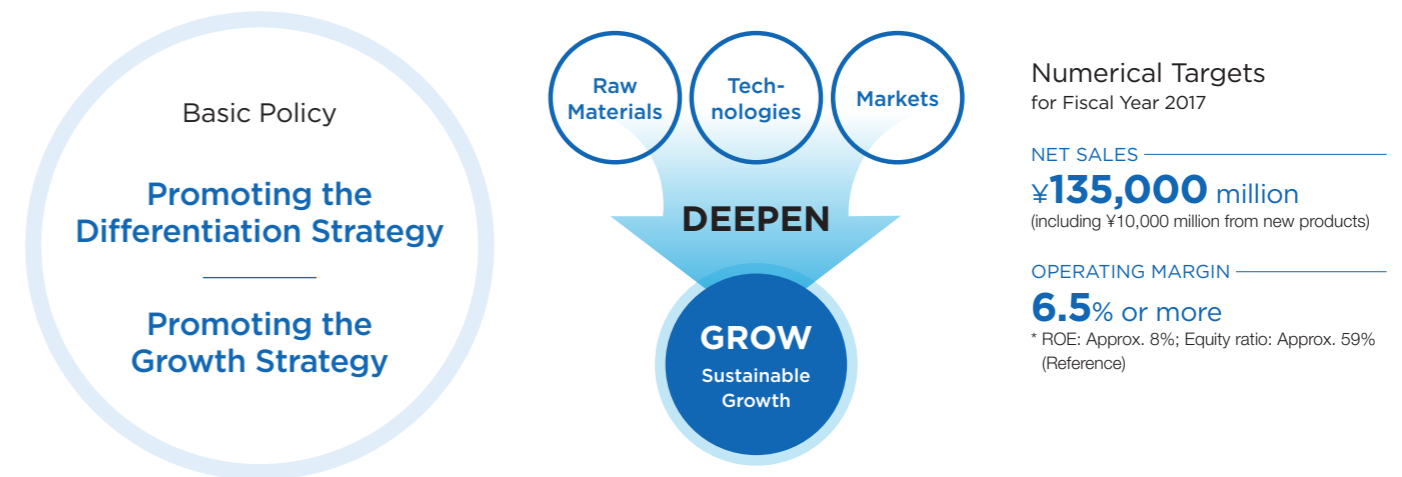 Basic Policy
Promoting the
Differentiation Strategy
Promoting the
Growth Strategy
Raw
Materials
Tech-
nologies
Markets
DEEPEN
GROW
Sustainable
Growth
Numerical Targets
for Fiscal Year 2017
NET SALES
¥135,000 million
(including ¥10,000 million from new products)
OPERATING MARGIN
6.5% or more
* ROE: Approx. 8%; Equity ratio: Approx. 59%
(Reference)